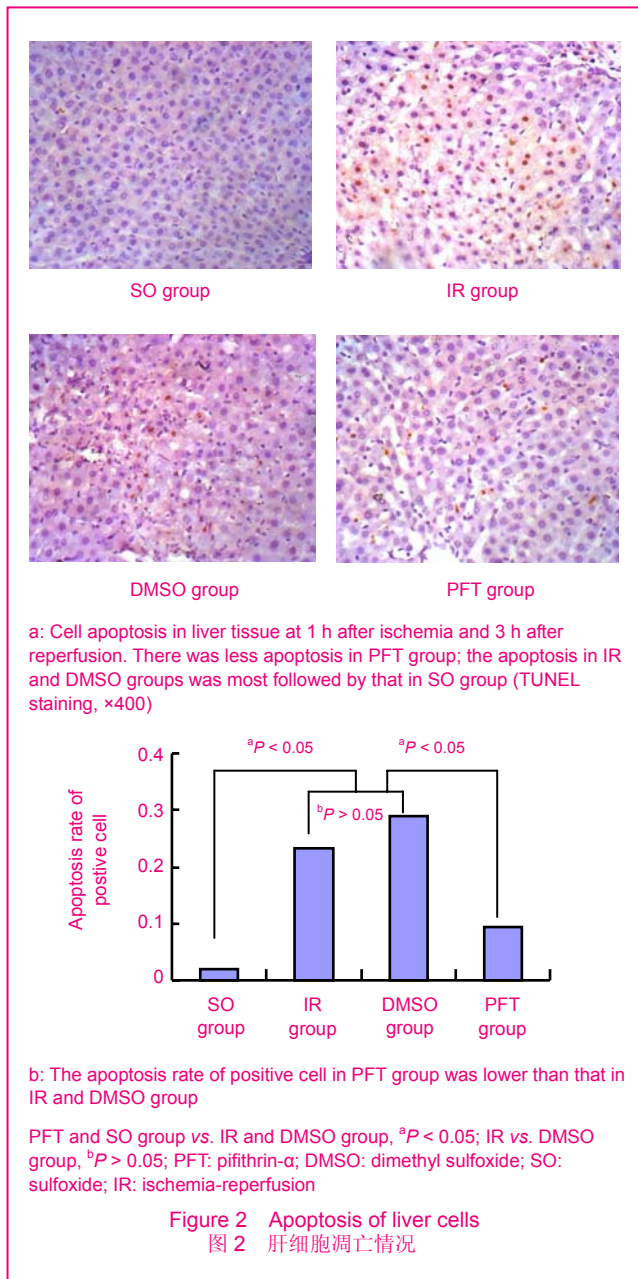 SO group
IR group
DMSO group
PFT group
a: Cell apoptosis in liver tissue at 1 h after ischemia and 3 h after
reperfusion. There was less apoptosis in PFT group; the apoptosis in IR
and DMSO groups was most followed by that in SO group (TUNEL
staining, ×400)
0.4
0.3
0.2
0.1
0
Apoptosis rate of
postive cell
ᵃP < 0.05
ᵃP < 0.05
ᵇP > 0.05
SO
group
IR
group
DMSO
group
PFT
group
b: The apoptosis rate of positive cell in PFT group was lower than that in
IR and DMSO group
PFT and SO group vs. IR and DMSO group, ᵃP < 0.05; IR vs. DMSO
group, ᵇP > 0.05; PFT: pifithrin-α; DMSO: dimethyl sulfoxide; SO:
sulfoxide; IR: ischemia-reperfusion
Figure 2 Apoptosis of liver cells
图 2 肝细胞凋亡情况